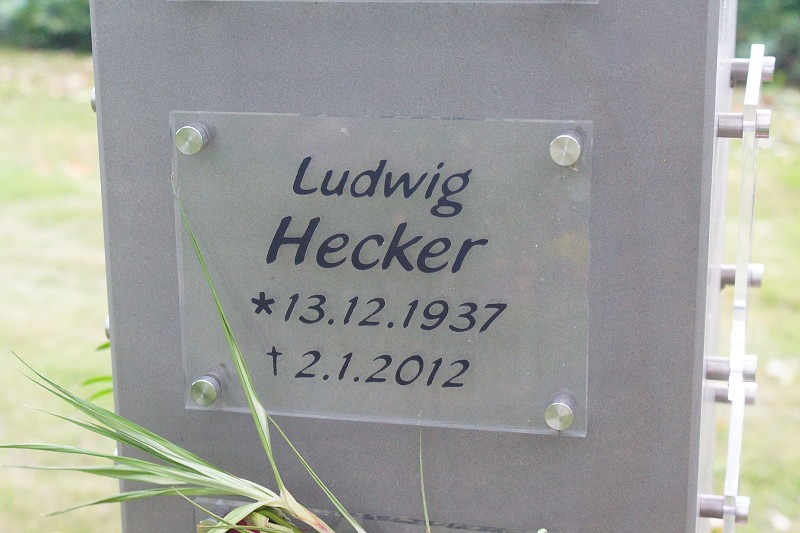 Ludwig
Hecker
* 13.12.1937
† 2.1.2012